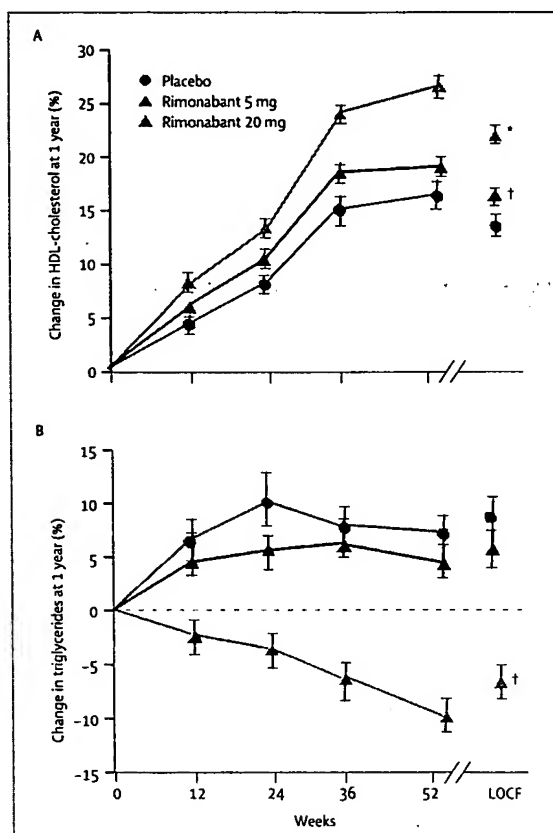 A
Change in HDL-cholesterol at 1 year (%)
30
25
20
15
10
5
0
Placebo
Rimonabant 5 mg
Rimonabant 20 mg
*
†
B
Change in triglycerides at 1 year (%)
15
10
5
0
-5
-10
-15
†
0 12 24 36 52 LOCF
Weeks